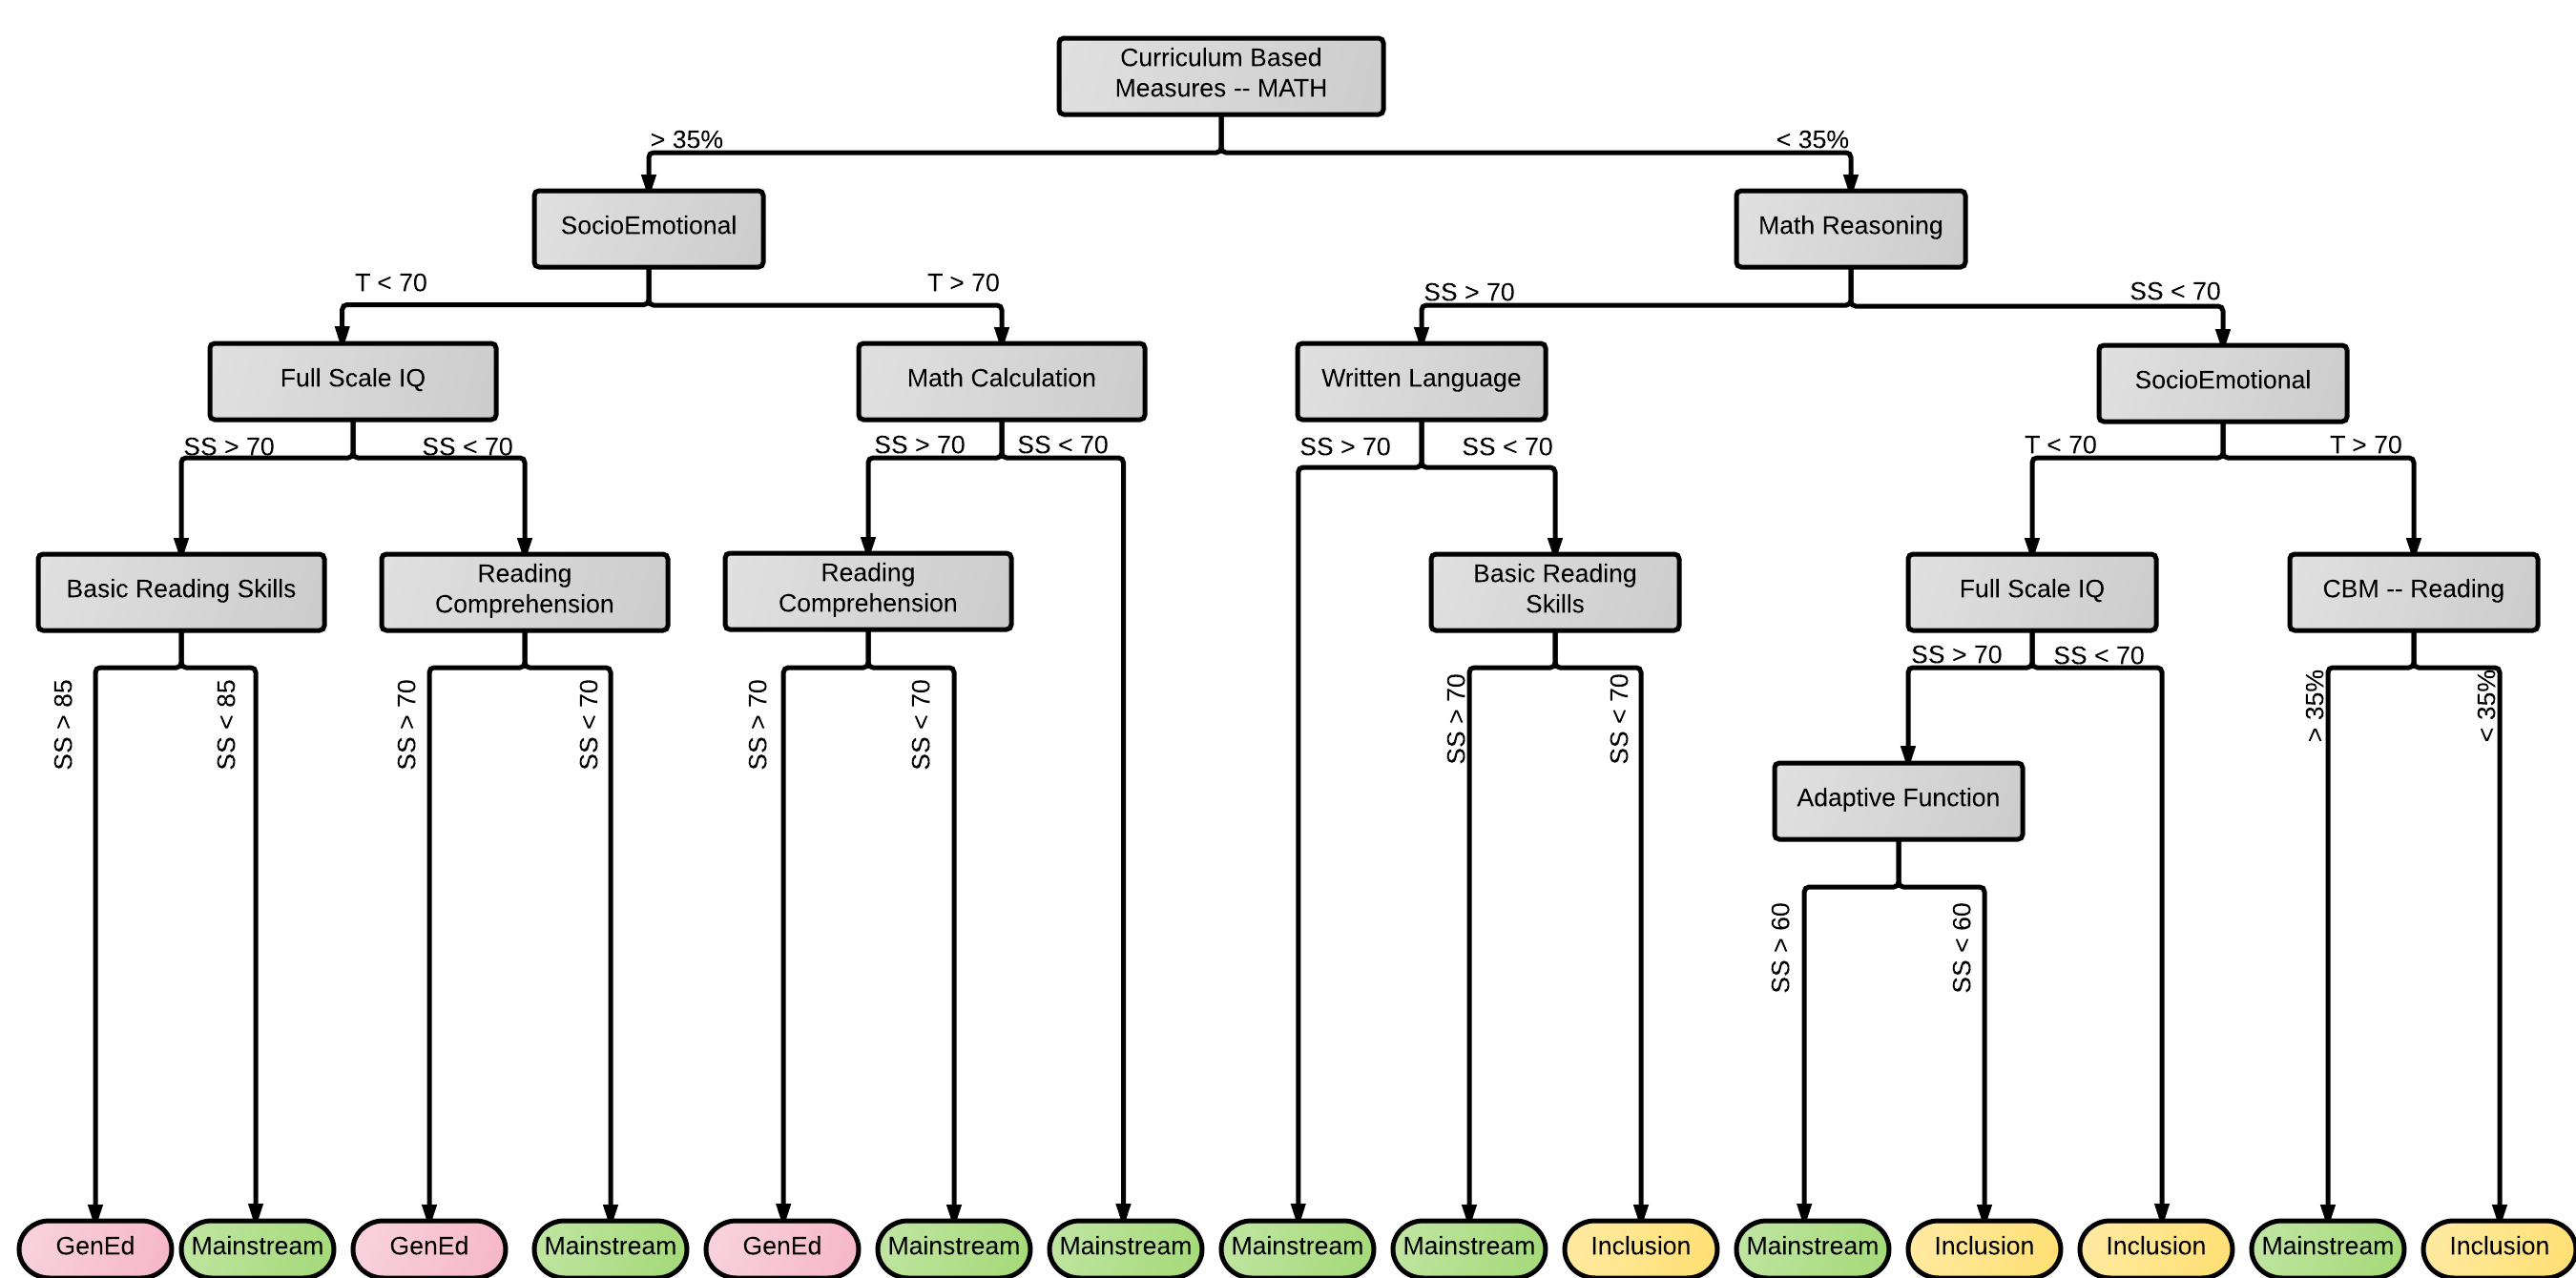 Curriculum Based
Measures -- MATH
> 35%
< 35%
SocioEmotional
Math Reasoning
T < 70
T > 70
SS > 70
SS < 70
Full Scale IQ
Math Calculation
Written Language
SocioEmotional
SS > 70
SS < 70
SS > 70
SS < 70
SS > 70
SS < 70
T < 70
T > 70
Basic Reading Skills
Reading
Comprehension
Reading
Comprehension
Basic Reading
Skills
Full Scale IQ
CBM -- Reading
SS > 85
SS < 85
SS > 70
SS < 70
SS > 70
SS < 70
SS > 70
SS < 70
SS > 70
SS < 70
> 35%
< 35%
Adaptive Function
SS > 60
SS < 60
GenEd
Mainstream
GenEd
Mainstream
GenEd
Mainstream
Mainstream
Mainstream
Mainstream
Inclusion
Mainstream
Inclusion
Inclusion
Mainstream
Inclusion